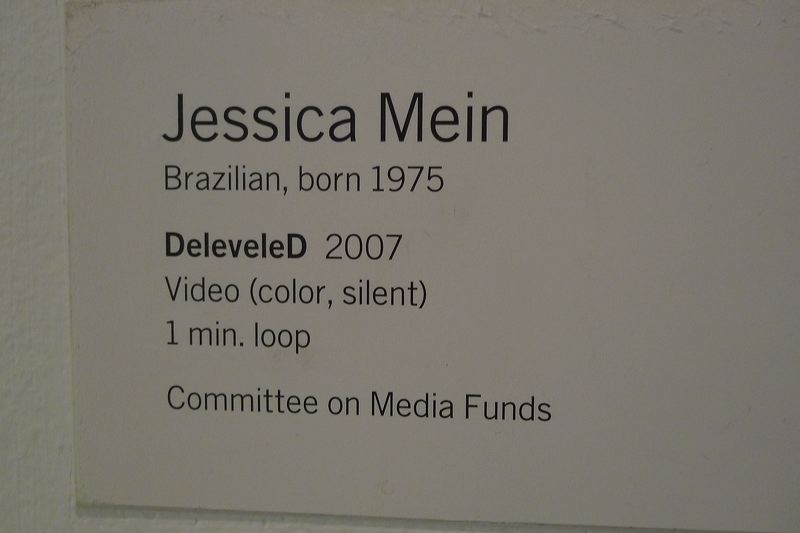 Jessica Mein
Brazilian, born 1975
DeleveleD 2007
Video (color, silent)
1 min. loop
Committee on Media Funds